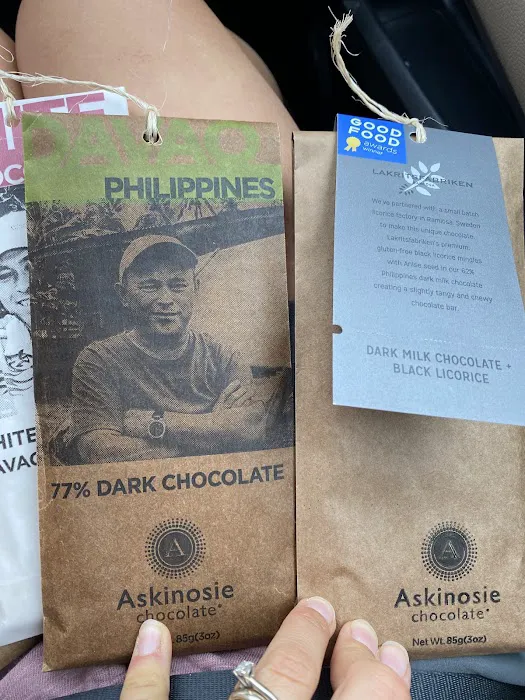 DAVAO
PHILIPPINES
77% DARK CHOCOLATE
A
Askinosie
chocolate®
85g(3oz)
GOOD
FOOD
awards
winner
LAKRITSFABRIKEN
We've partnered with a small batch
licorice factory in Ramlösa, Sweden
to make this unique chocolate.
Lakritsfabriken's premium
gluten-free black licorice mingles
with Anise seed in our 62%
Philippines dark milk chocolate
creating a slightly tangy and chewy
chocolate bar.
DARK MILK CHOCOLATE +
BLACK LICORICE
A
Askinosie
chocolate®
Net Wt. 85g(3oz)